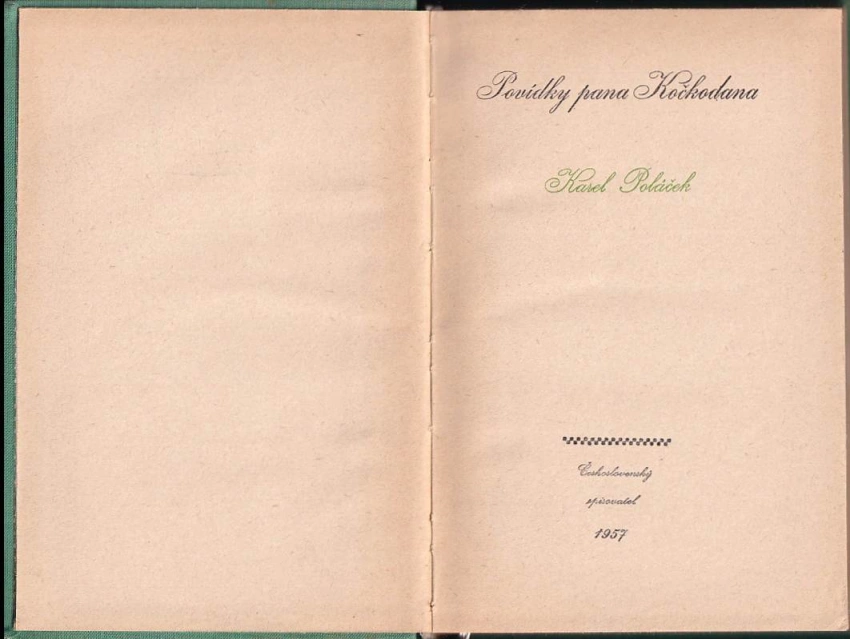 Povídky pana Kočkodana
Karel Poláček
Československý
spisovatel
1957